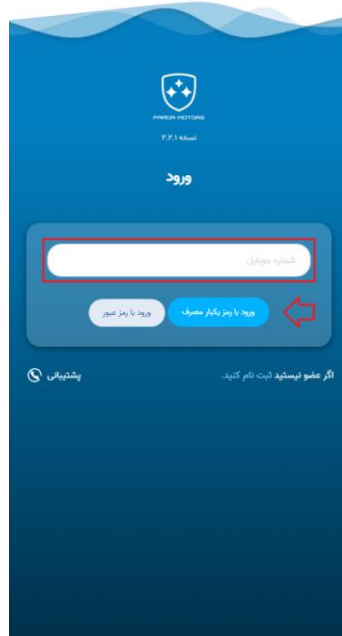 FARDA MOTORS
نسخه ۲.۲.۱
ورود
شماره موبایل
ورود با رمز یکبار مصرف
ورود با رمز عبور
اگر عضو نیستید ثبت نام کنید.
پشتیبانی